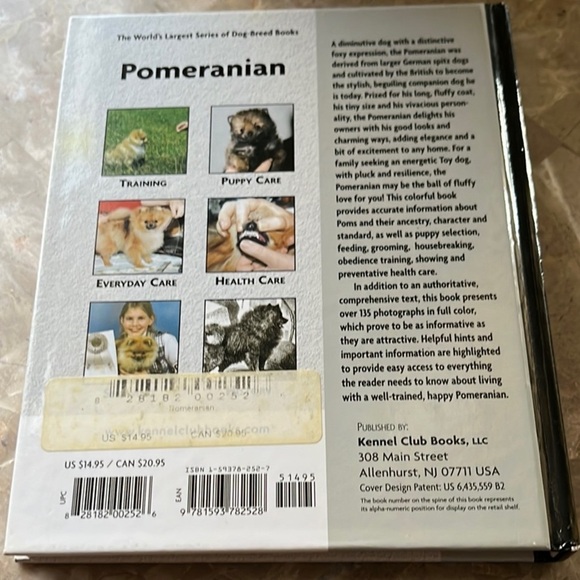 The World's Largest Series of Dog-Breed Books
Pomeranian
TRAINING
PUPPY CARE
EVERYDAY CARE
HEALTH CARE
8 28182 00252 6
Pomeranian
www.kennelclubbooks.com
US $14.95 CAN $20.95
US $14.95 / CAN $20.95
ISBN 1-59378-252-7
51495
UPC
8 28182 00252 6
EAN
9 781593 782528
A diminutive dog with a distinctive
foxy expression, the Pomeranian was
derived from larger German spitz dogs
and cultivated by the British to become
the stylish, beguiling companion dog he
is today. Prized for his long, fluffy coat,
his tiny size and his vivacious person-
ality, the Pomeranian delights his
owners with his good looks and
charming ways, adding elegance and a
bit of excitement to any home. For a
family seeking an energetic Toy dog,
with pluck and resilience, the
Pomeranian may be the ball of fluffy
love for you! This colorful book
provides accurate information about
Poms and their ancestry, character and
standard, as well as puppy selection,
feeding, grooming, housebreaking,
obedience training, showing and
preventative health care.
In addition to an authoritative,
comprehensive text, this book presents
over 135 photographs in full color,
which prove to be as informative as
they are attractive. Helpful hints and
important information are highlighted
to provide easy access to everything
the reader needs to know about living
with a well-trained, happy Pomeranian.
PUBLISHED BY:
Kennel Club Books, LLC
308 Main Street
Allenhurst, NJ 07711 USA
Cover Design Patent: US 6,435,559 B2
The book number on the spine of this book represents
its alpha-numeric position for display on the retail shelf.